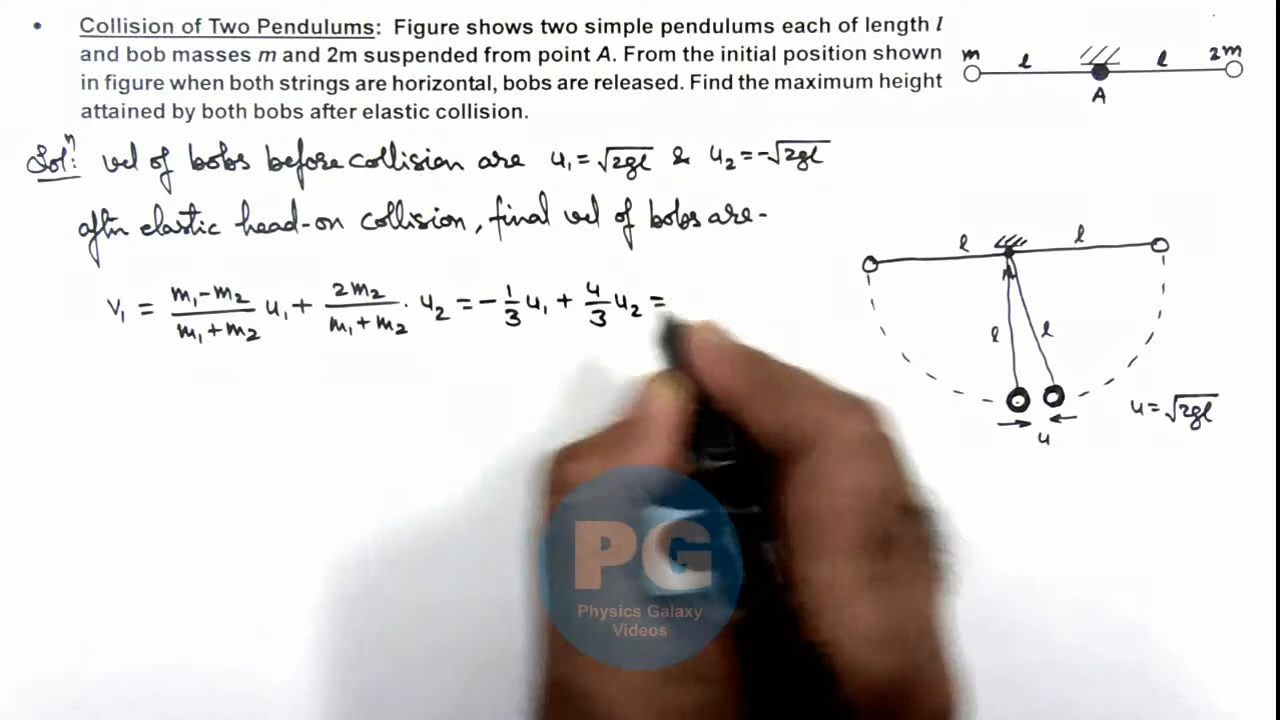 • Collision of Two Pendulums: Figure shows two simple pendulums each of length l
and bob masses m and 2m suspended from point A. From the initial position shown
in figure when both strings are horizontal, bobs are released. Find the maximum height
attained by both bobs after elastic collision.
m l l 2m
A
Solⁿ: vel of bobs before collision are u₁ = √2gl & u₂ = -√2gl
after elastic head-on collision, final vel of bobs are-
V₁ = (m₁-m₂)/(m₁+m₂) u₁ + 2m₂/(m₁+m₂) · u₂ = -1/3 u₁ + 4/3 u₂ =
l l
l l
u
u = √2gl
PG
Physics Galaxy
Videos